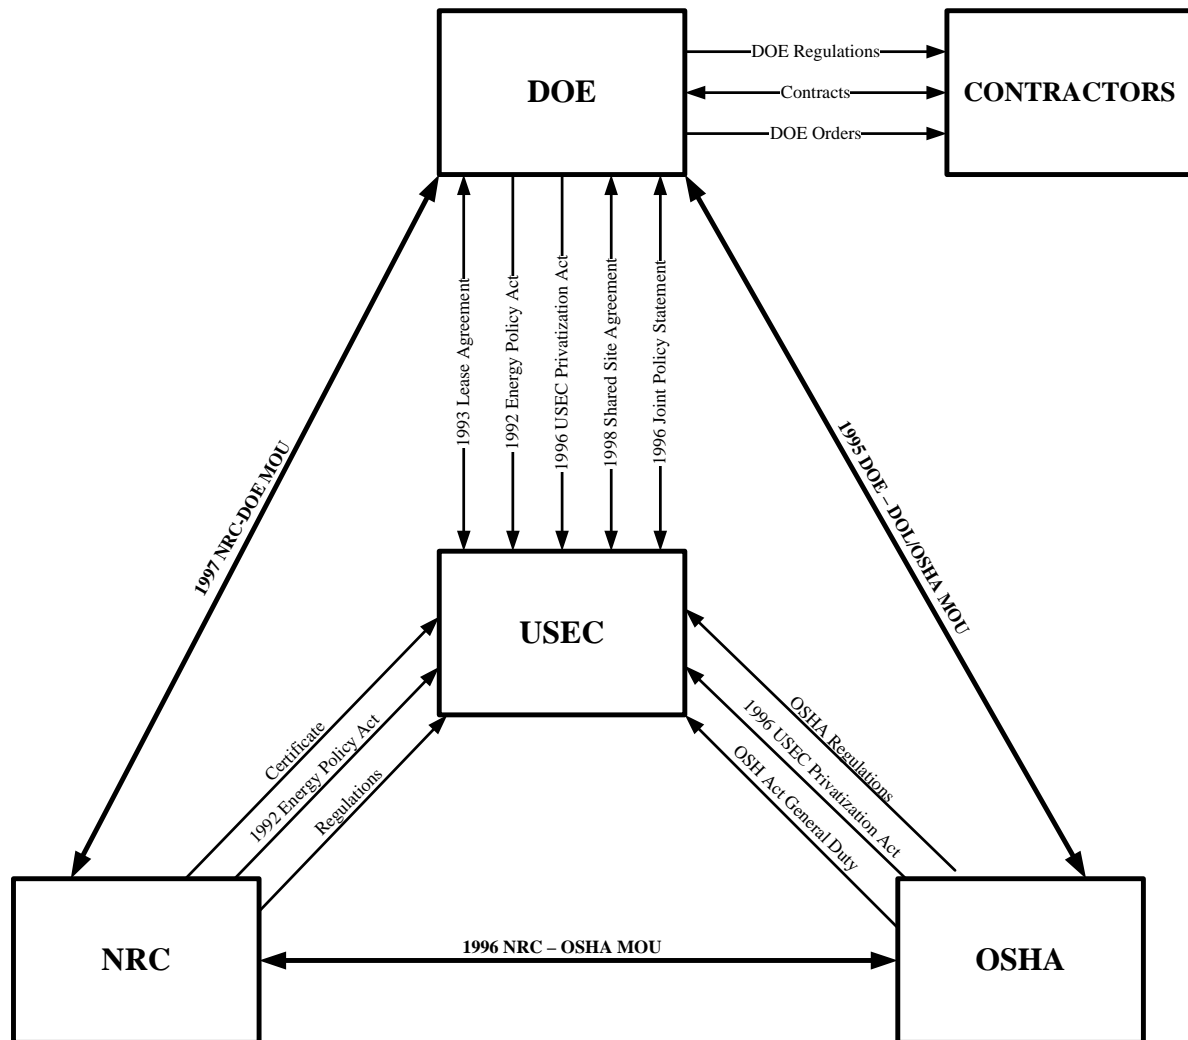 DOE
DOE Regulations
Contracts
DOE Orders
CONTRACTORS
1993 Lease Agreement
1992 Energy Policy Act
1996 USEC Privatization Act
1998 Shared Site Agreement
1996 Joint Policy Statement
1997 NRC-DOE MOU
1995 DOE – DOL/OSHA MOU
USEC
Certificate
1992 Energy Policy Act
Regulations
OSHA Regulations
1996 USEC Privatization Act
OSH Act General Duty
NRC
1996 NRC – OSHA MOU
OSHA